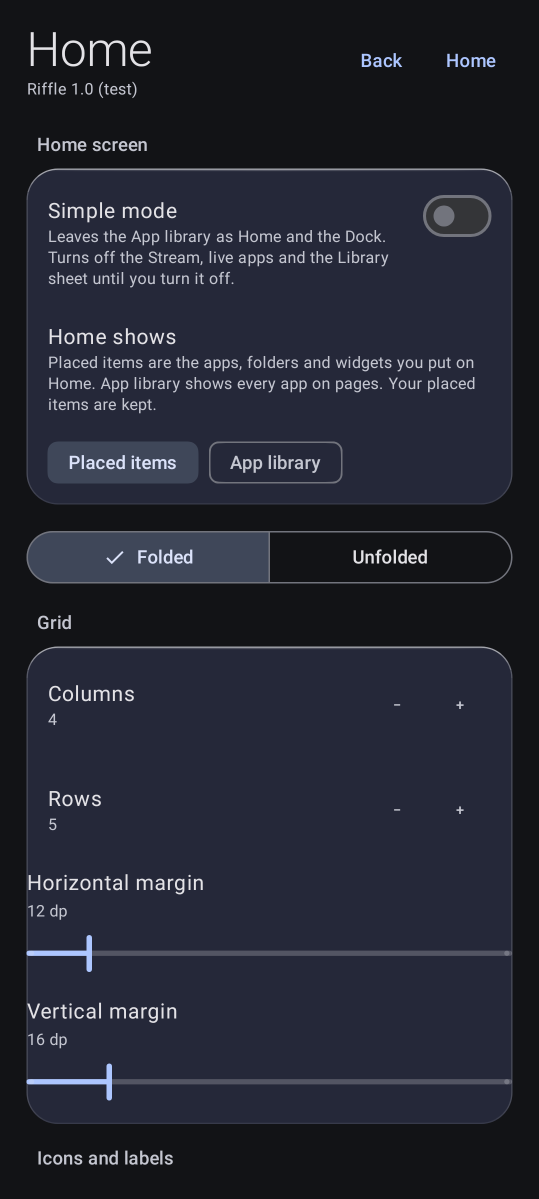 Home
Back
Home
Riffle 1.0 (test)
Home screen
Simple mode
Leaves the App library as Home and the Dock.
Turns off the Stream, live apps and the Library
sheet until you turn it off.
Home shows
Placed items are the apps, folders and widgets you put on
Home. App library shows every app on pages. Your placed
items are kept.
Placed items
App library
Folded
Unfolded
Grid
Columns
4
-
+
Rows
5
-
+
Horizontal margin
12 dp
Vertical margin
16 dp
Icons and labels